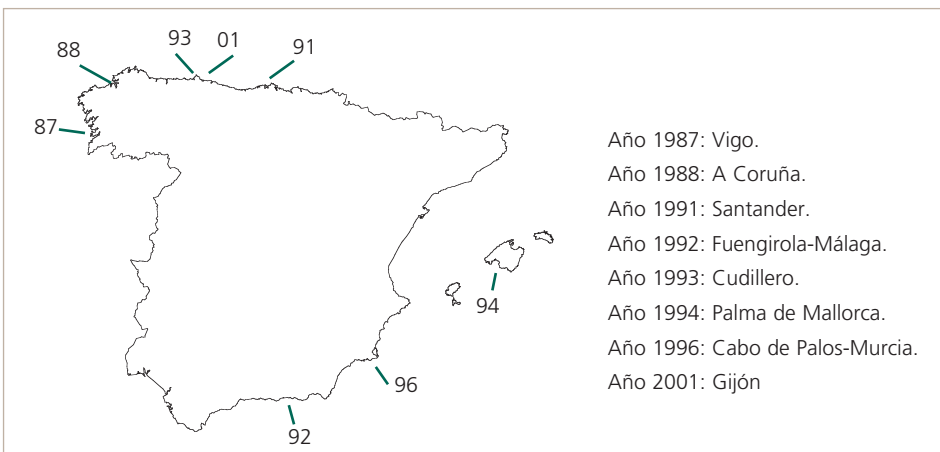 93 01 91
88
87
94
96
92
Año 1987: Vigo.
Año 1988: A Coruña.
Año 1991: Santander.
Año 1992: Fuengirola-Málaga.
Año 1993: Cudillero.
Año 1994: Palma de Mallorca.
Año 1996: Cabo de Palos-Murcia.
Año 2001: Gijón